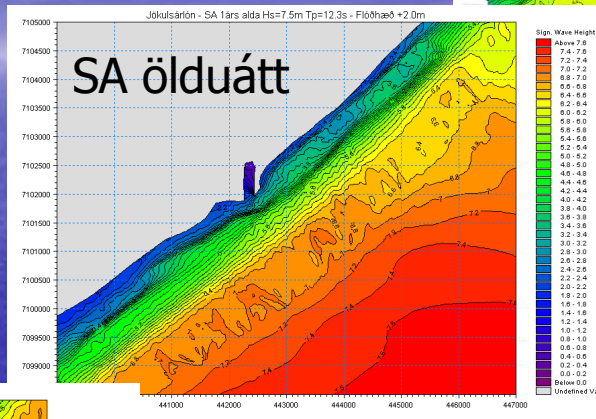 Jökulsárlón - SA 1árs alda Hs=7.5m Tp=12.3s - Flóðhæð +2.0m
SA ölduátt
7105000
7104500
7104000
7103500
7103000
7102500
7102000
7101500
7101000
7100500
7100000
7099500
7099000
441000 442000 443000 444000 445000 446000 447000
Sign. Wave Height
Above 7.6
7.4 - 7.6
7.2 - 7.4
7.0 - 7.2
6.8 - 7.0
6.6 - 6.8
6.4 - 6.6
6.2 - 6.4
6.0 - 6.2
5.8 - 6.0
5.6 - 5.8
5.4 - 5.6
5.2 - 5.4
5.0 - 5.2
4.8 - 5.0
4.6 - 4.8
4.4 - 4.6
4.2 - 4.4
4.0 - 4.2
3.8 - 4.0
3.6 - 3.8
3.4 - 3.6
3.2 - 3.4
3.0 - 3.2
2.8 - 3.0
2.6 - 2.8
2.4 - 2.6
2.2 - 2.4
2.0 - 2.2
1.8 - 2.0
1.6 - 1.8
1.4 - 1.6
1.2 - 1.4
1.0 - 1.2
0.8 - 1.0
0.6 - 0.8
0.4 - 0.6
0.2 - 0.4
0.0 - 0.2
Below 0.0
Undefined Va